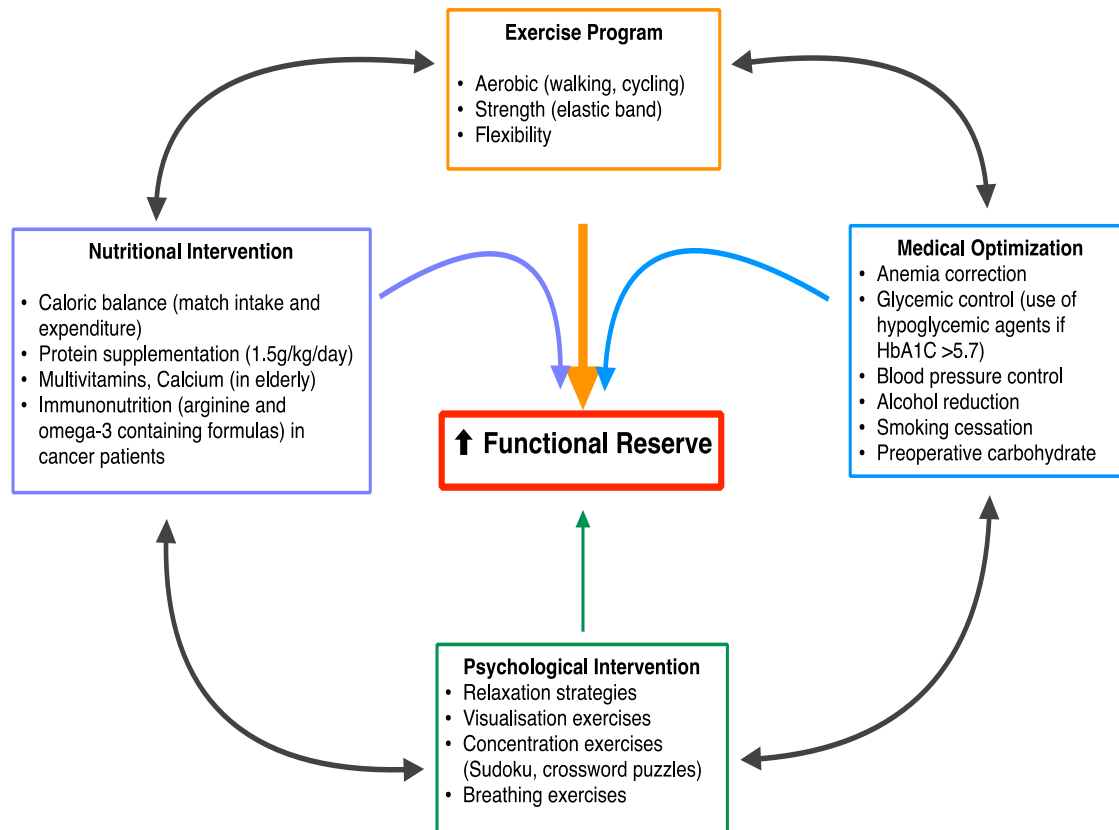 Exercise Program
• Aerobic (walking, cycling)
• Strength (elastic band)
• Flexibility
Nutritional Intervention
• Caloric balance (match intake and
expenditure)
• Protein supplementation (1.5g/kg/day)
• Multivitamins, Calcium (in elderly)
• Immunonutrition (arginine and
omega-3 containing formulas) in
cancer patients
Medical Optimization
• Anemia correction
• Glycemic control (use of
hypoglycemic agents if
HbA1C >5.7)
• Blood pressure control
• Alcohol reduction
• Smoking cessation
• Preoperative carbohydrate
⬆ Functional Reserve
Psychological Intervention
• Relaxation strategies
• Visualisation exercises
• Concentration exercises
(Sudoku, crossword puzzles)
• Breathing exercises